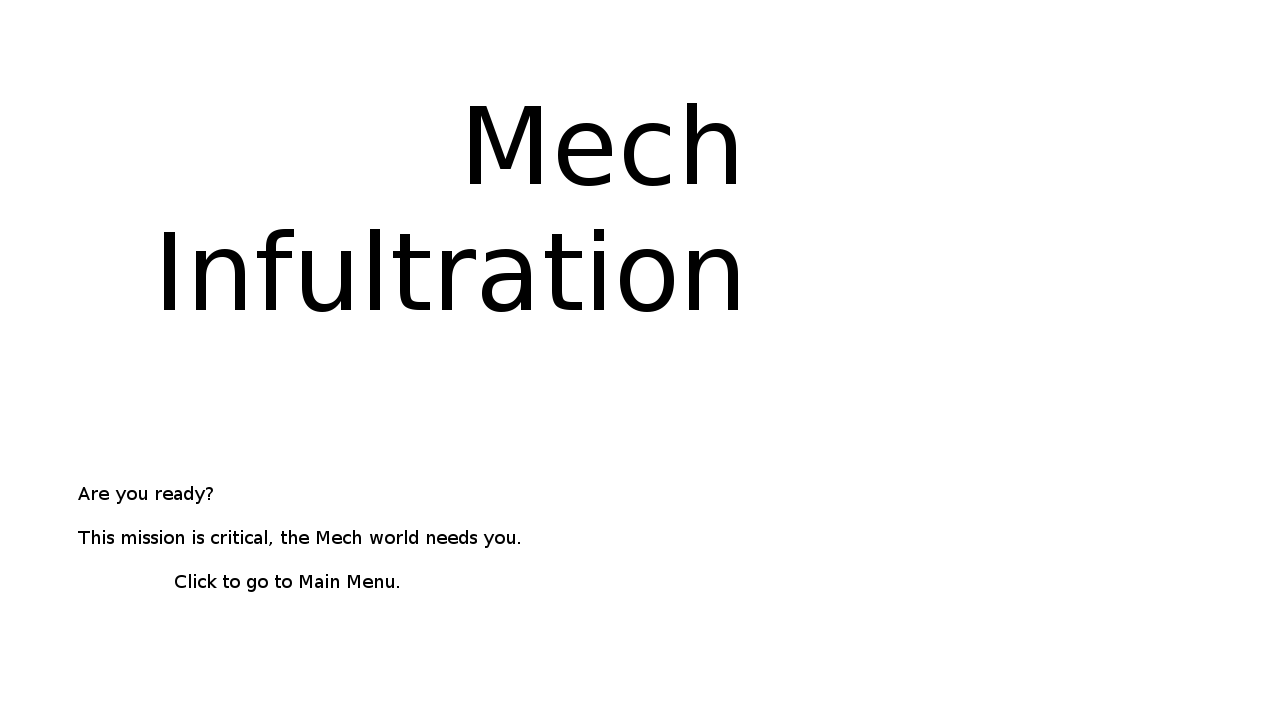 Mech
Infultration
Are you ready?
This mission is critical, the Mech world needs you.
Click to go to Main Menu.